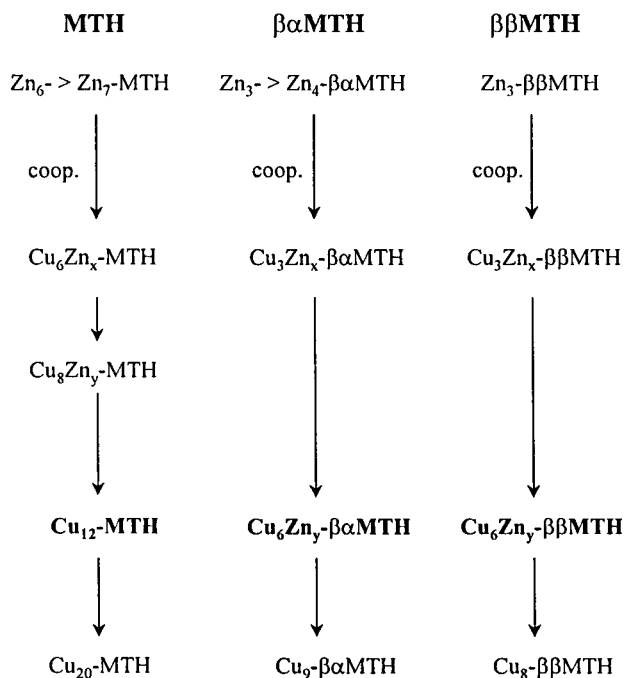 MTH βαMTH ββMTH
Zn₆- > Zn₇-MTH Zn₃- > Zn₄-βαMTH Zn₃-ββMTH
coop. coop. coop.
Cu₆Znₓ-MTH Cu₃Znₓ-βαMTH Cu₃Znₓ-ββMTH
Cu₈Zny-MTH
Cu₁₂-MTH Cu₆Zny-βαMTH Cu₆Zny-ββMTH
Cu₂₀-MTH Cu₉-βαMTH Cu₈-ββMTH